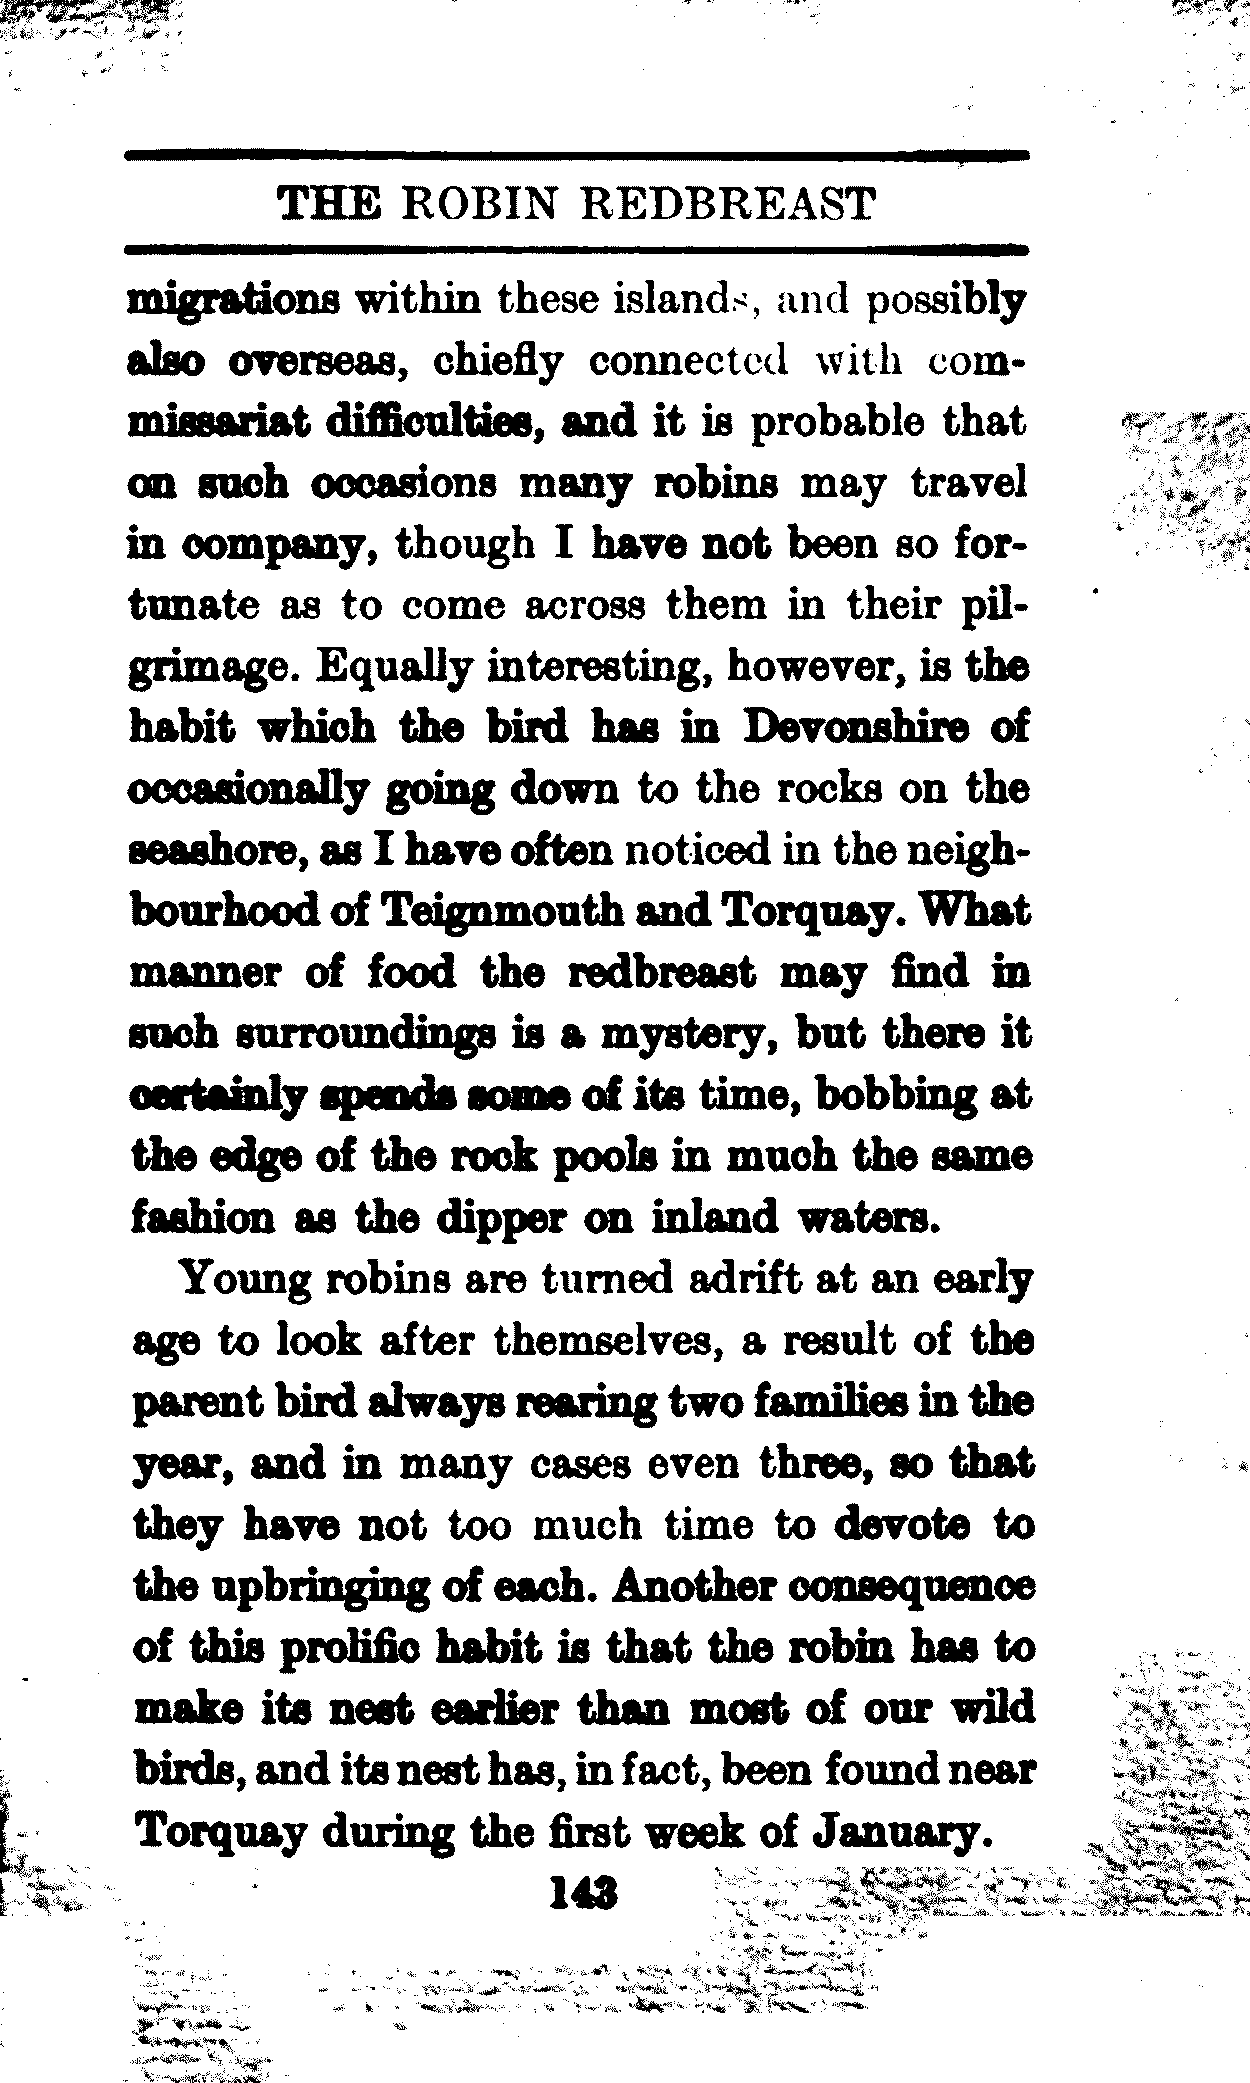 THE ROBIN REDBREAST
migrations within these islands, and possibly
also overseas, chiefly connected with com-
missariat difficulties, and it is probable that
on such occasions many robins may travel
in company, though I have not been so for-
tunate as to come across them in their pil-
grimage. Equally interesting, however, is the
habit which the bird has in Devonshire of
occasionally going down to the rocks on the
seashore, as I have often noticed in the neigh-
bourhood of Teignmouth and Torquay. What
manner of food the redbreast may find in
such surroundings is a mystery, but there it
certainly spends some of its time, bobbing at
the edge of the rock pools in much the same
fashion as the dipper on inland waters.
Young robins are turned adrift at an early
age to look after themselves, a result of the
parent bird always rearing two families in the
year, and in many cases even three, so that
they have not too much time to devote to
the upbringing of each. Another consequence
of this prolific habit is that the robin has to
make its nest earlier than most of our wild
birds, and its nest has, in fact, been found near
Torquay during the first week of January.
143